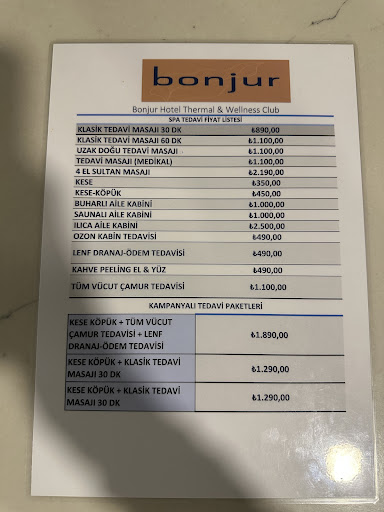 bonjur
Bonjur Hotel Thermal & Wellness Club
SPA TEDAVİ FİYAT LİSTESİ
KLASİK TEDAVİ MASAJI 30 DK ₺890,00
KLASİK TEDAVİ MASAJI 60 DK ₺1.100,00
UZAK DOĞU TEDAVİ MASAJI ₺1.100,00
TEDAVİ MASAJI (MEDİKAL) ₺1.100,00
4 EL SULTAN MASAJI ₺2.190,00
KESE ₺350,00
KESE-KÖPÜK ₺450,00
BUHARLI AİLE KABİNİ ₺1.000,00
SAUNALI AİLE KABİNİ ₺1.000,00
ILICA AİLE KABİNİ ₺2.500,00
OZON KABİN TEDAVİSİ ₺490,00
LENF DRANAJ-ÖDEM TEDAVİSİ ₺490,00
KAHVE PEELİNG EL & YÜZ ₺490,00
TÜM VÜCUT ÇAMUR TEDAVİSİ ₺1.100,00
KAMPANYALI TEDAVİ PAKETLERİ
KESE KÖPÜK + TÜM VÜCUT
ÇAMUR TEDAVİSİ + LENF ₺1.890,00
DRANAJ-ÖDEM TEDAVİSİ
KESE KÖPÜK + KLASİK TEDAVİ
MASAJI 30 DK ₺1.290,00
KESE KÖPÜK + KLASİK TEDAVİ
MASAJI 30 DK ₺1.290,00